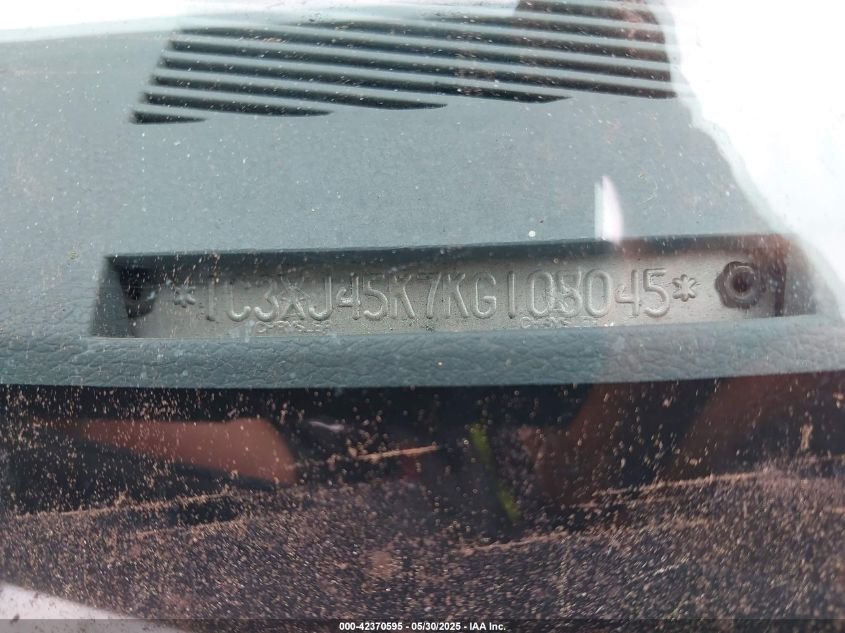 *1C3XJ45K7KG108045*
000-42370595 - 05/30/2025 - IAA Inc.